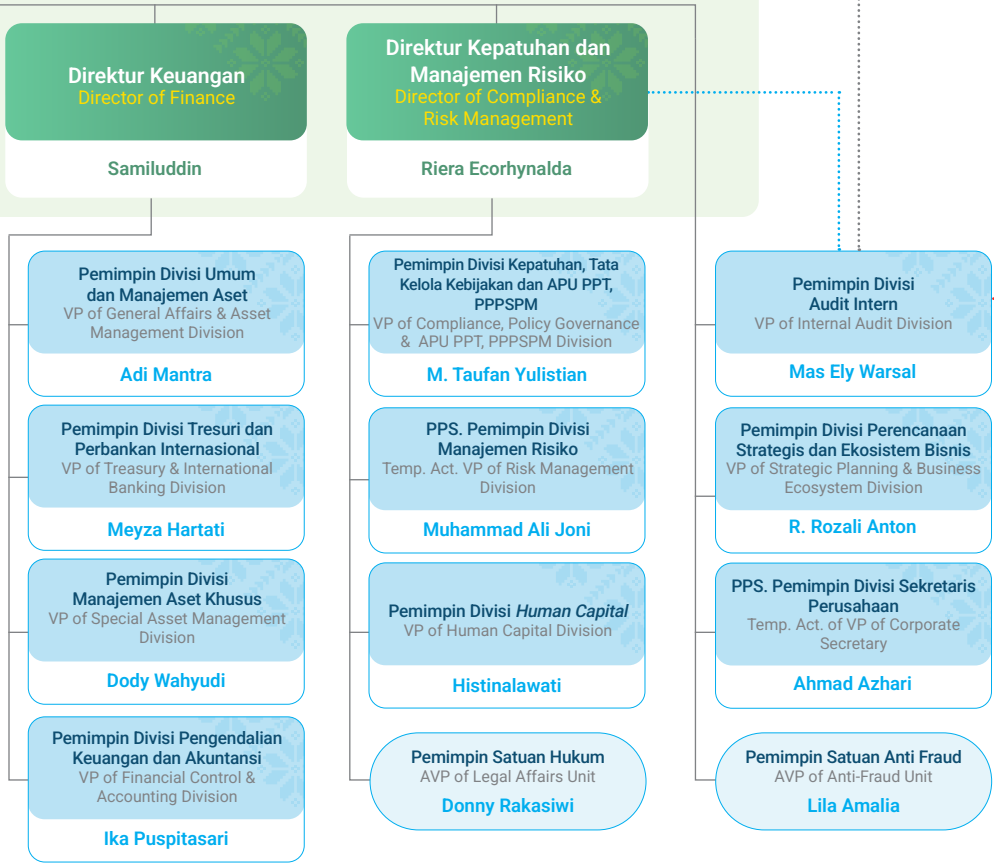 Direktur Keuangan
Director of Finance
Samiluddin
Direktur Kepatuhan dan
Manajemen Risiko
Director of Compliance &
Risk Management
Riera Ecorhynalda
Pemimpin Divisi Umum
dan Manajemen Aset
VP of General Affairs & Asset
Management Division
Adi Mantra
Pemimpin Divisi Tresuri dan
Perbankan Internasional
VP of Treasury & International
Banking Division
Meyza Hartati
Pemimpin Divisi
Manajemen Aset Khusus
VP of Special Asset Management
Division
Dody Wahyudi
Pemimpin Divisi Pengendalian
Keuangan dan Akuntansi
VP of Financial Control &
Accounting Division
Ika Puspitasari
Pemimpin Divisi Kepatuhan, Tata
Kelola Kebijakan dan APU PPT,
PPPSPM
VP of Compliance, Policy Governance
& APU PPT, PPPSPM Division
M. Taufan Yulistian
PPS. Pemimpin Divisi
Manajemen Risiko
Temp. Act. VP of Risk Management
Division
Muhammad Ali Joni
Pemimpin Divisi Human Capital
VP of Human Capital Division
Histinalawati
Pemimpin Satuan Hukum
AVP of Legal Affairs Unit
Donny Rakasiwi
Pemimpin Divisi
Audit Intern
VP of Internal Audit Division
Mas Ely Warsal
Pemimpin Divisi Perencanaan
Strategis dan Ekosistem Bisnis
VP of Strategic Planning & Business
Ecosystem Division
R. Rozali Anton
PPS. Pemimpin Divisi Sekretaris
Perusahaan
Temp. Act. of VP of Corporate
Secretary
Ahmad Azhari
Pemimpin Satuan Anti Fraud
AVP of Anti-Fraud Unit
Lila Amalia